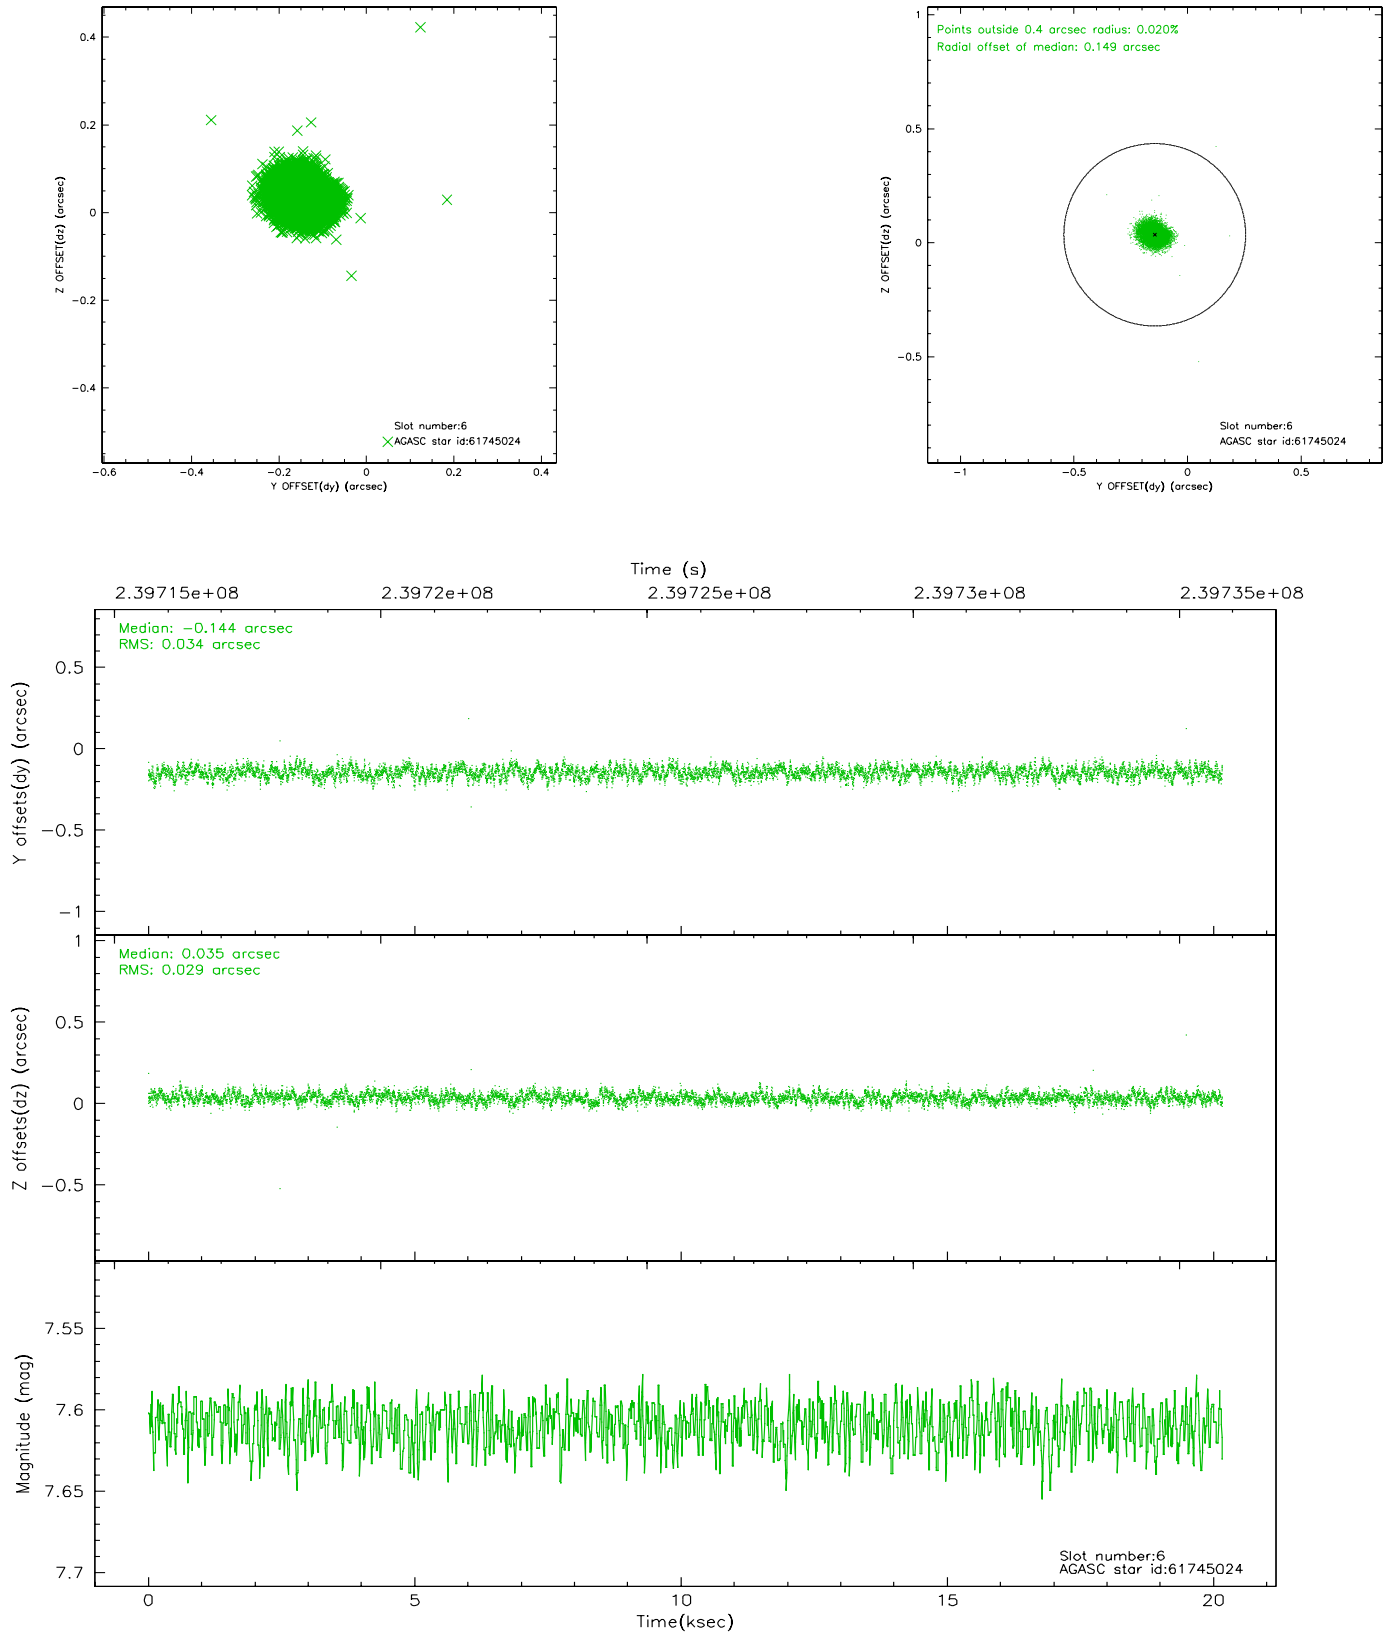 0.4
0.2
0
−0.2
−0.4
Z OFFSET(dz) (arcsec)
Slot number:6
AGASC star id:61745024
−0.6 −0.4 −0.2 0 0.2 0.4
Y OFFSET(dy) (arcsec)
Points outside 0.4 arcsec radius: 0.020%
Radial offset of median: 0.149 arcsec
1
0.5
0
−0.5
Z OFFSET(dz) (arcsec)
Slot number:6
AGASC star id:61745024
−1 −0.5 0 0.5
Y OFFSET(dy) (arcsec)
Time (s)
2.39715e+08 2.3972e+08 2.39725e+08 2.3973e+08 2.39735e+08
Median: −0.144 arcsec
RMS: 0.034 arcsec
0.5
0
−0.5
−1
Y offsets(dy) (arcsec)
Median: 0.035 arcsec
RMS: 0.029 arcsec
1
0.5
0
−0.5
Z offsets(dz) (arcsec)
7.55
7.6
7.65
7.7
Magnitude (mag)
Slot number:6
AGASC star id:61745024
0 5 10 15 20
Time(ksec)